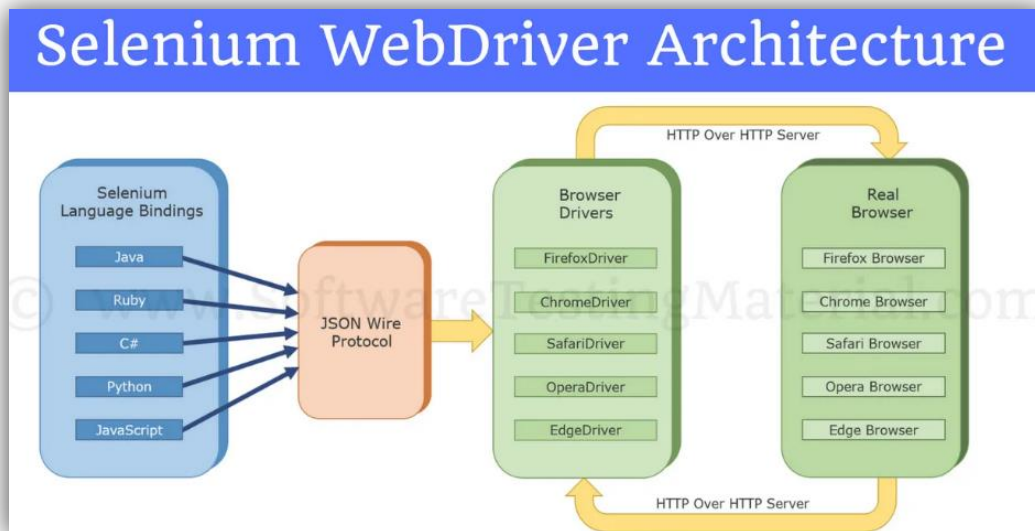 Selenium WebDriver Architecture
HTTP Over HTTP Server
Selenium
Language Bindings
Java
Ruby
C#
Python
JavaScript
JSON Wire
Protocol
Browser
Drivers
FirefoxDriver
ChromeDriver
SafariDriver
OperaDriver
EdgeDriver
Real
Browser
Firefox Browser
Chrome Browser
Safari Browser
Opera Browser
Edge Browser
HTTP Over HTTP Server
© www.SoftwareTestingMaterial.com